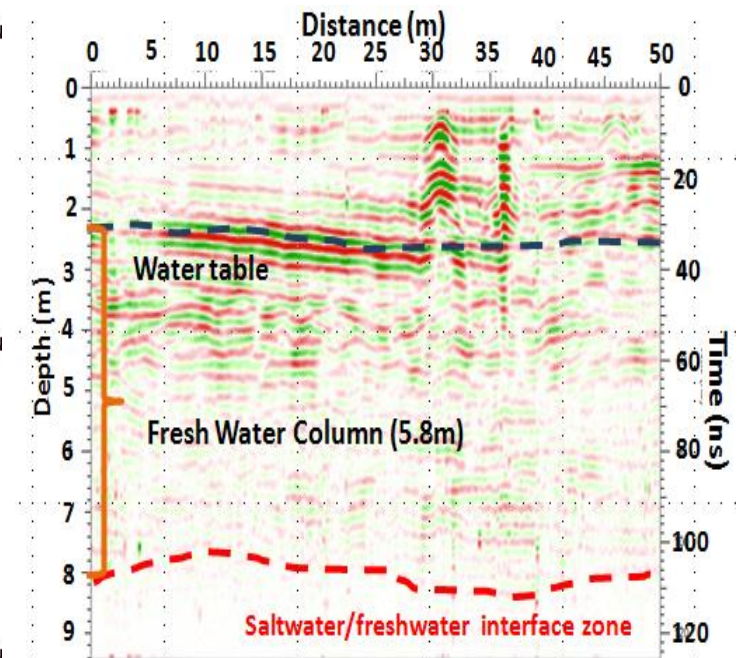 Distance (m)
0 5 10 15 20 25 30 35 40 45 50
0 0
1
20
2
Water table
3
40
4
60
5
Fresh Water Column (5.8m)
6
80
7
100
8
Saltwater/freshwater interface zone
9
120
Depth (m)
Time (ns)